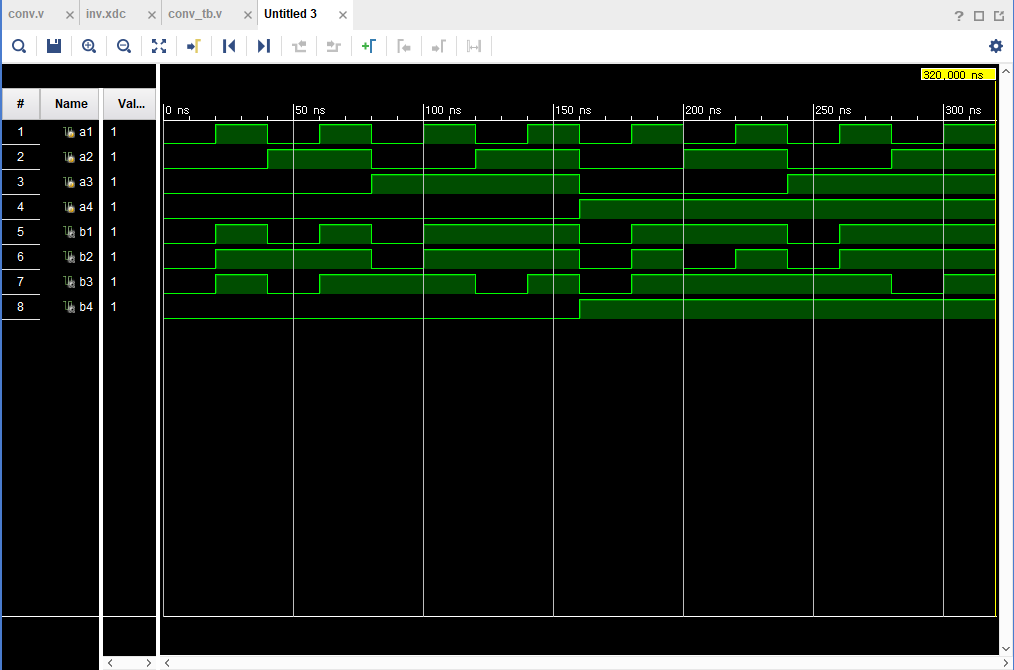 conv.v × inv.xdc × conv_tb.v × Untitled 3 ×
?
320,000 ns
# Name Val...
0 ns 50 ns 100 ns 150 ns 200 ns 250 ns 300 ns
1 a1 1
2 a2 1
3 a3 1
4 a4 1
5 b1 1
6 b2 1
7 b3 1
8 b4 1